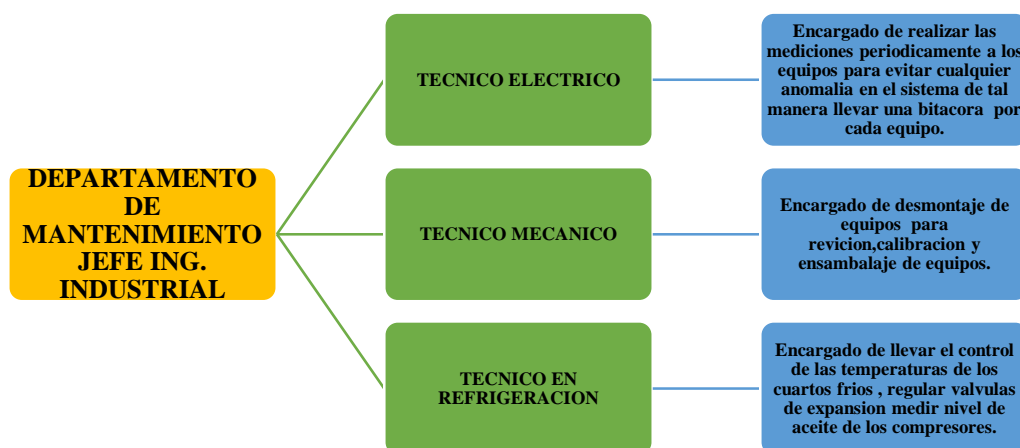 DEPARTAMENTO
DE
MANTENIMIENTO
JEFE ING.
INDUSTRIAL
TECNICO ELECTRICO
Encargado de realizar las
mediciones periodicamente a los
equipos para evitar cualquier
anomalia en el sistema de tal
manera llevar una bitacora por
cada equipo.
TECNICO MECANICO
Encargado de desmontaje de
equipos para
revicion,calibracion y
ensambalaje de equipos.
TECNICO EN
REFRIGERACION
Encargado de llevar el control
de las temperaturas de los
cuartos frios , regular valvulas
de expansion medir nivel de
aceite de los compresores.